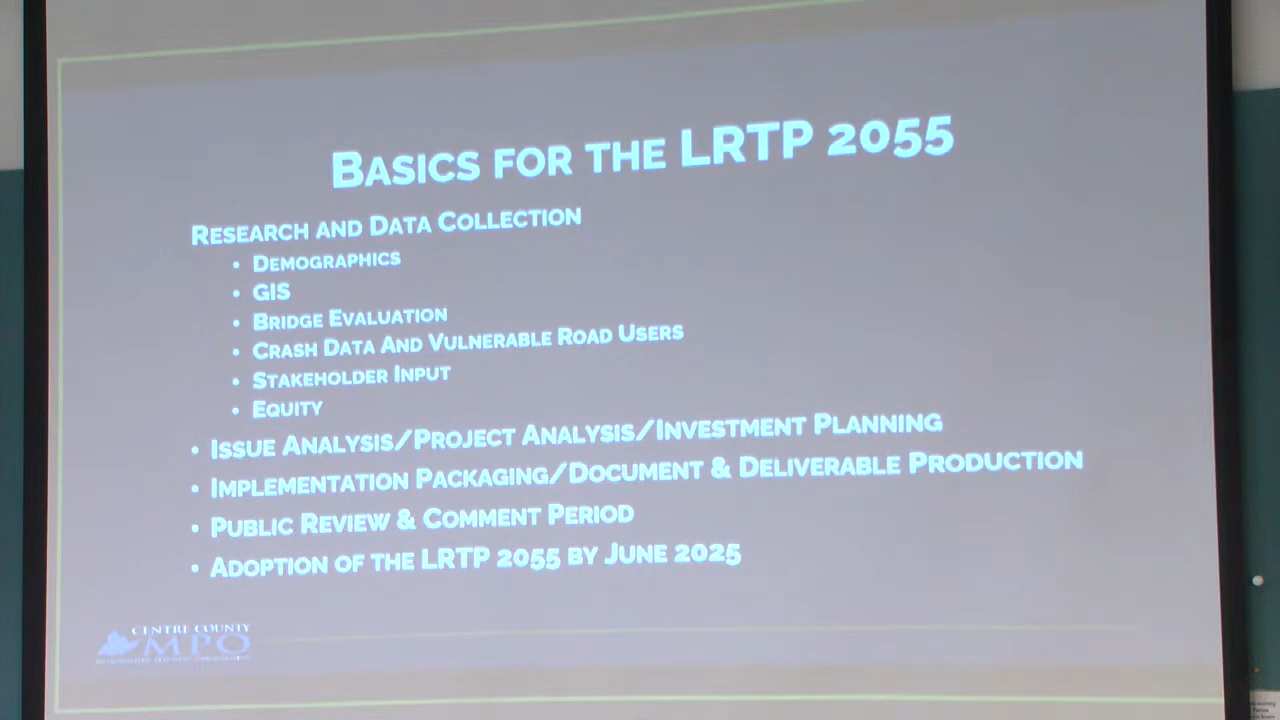 BASICS FOR THE LRTP 2055
RESEARCH AND DATA COLLECTION
• DEMOGRAPHICS
• GIS
• BRIDGE EVALUATION
• CRASH DATA AND VULNERABLE ROAD USERS
• STAKEHOLDER INPUT
• EQUITY
• ISSUE ANALYSIS/PROJECT ANALYSIS/INVESTMENT PLANNING
• IMPLEMENTATION PACKAGING/DOCUMENT & DELIVERABLE PRODUCTION
• PUBLIC REVIEW & COMMENT PERIOD
• ADOPTION OF THE LRTP 2055 BY JUNE 2025
CENTRE COUNTY
MPO